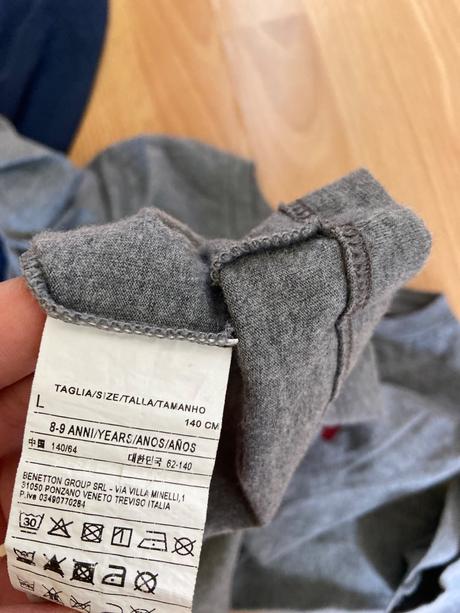 TAGLIA/SIZE/TALLA/TAMANHO
L 140 CM
8-9 ANNI/YEARS/ANOS/AÑOS
中国 140/64 대한민국 62-140
BENETTON GROUP SRL - VIA VILLA MINELLI,1
31050 PONZANO VENETO TREVISO ITALIA
P.iva 03490770264
30